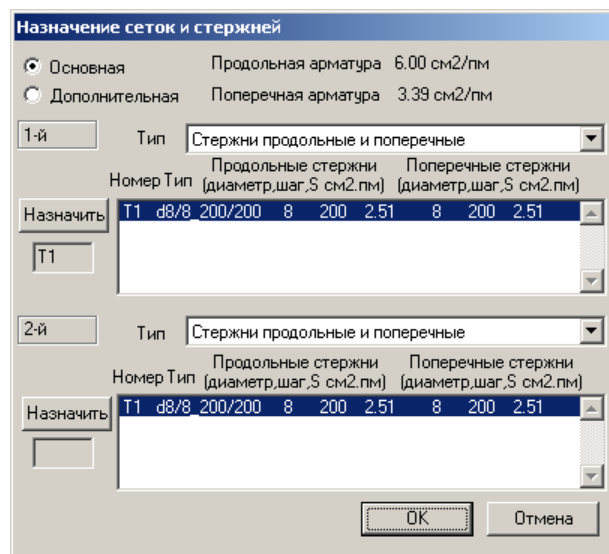 Назначение сеток и стержней
Основная Продольная арматура 6.00 см2/пм
Дополнительная Поперечная арматура 3.39 см2/пм
1-й Тип Стержни продольные и поперечные
Продольные стержни Поперечные стержни
Номер Тип (диаметр,шаг,S см2.пм) (диаметр,шаг,S см2.пм)
Назначить T1 d8/8_200/200 8 200 2.51 8 200 2.51
T1
2-й Тип Стержни продольные и поперечные
Продольные стержни Поперечные стержни
Номер Тип (диаметр,шаг,S см2.пм) (диаметр,шаг,S см2.пм)
Назначить T1 d8/8_200/200 8 200 2.51 8 200 2.51
OK Отмена